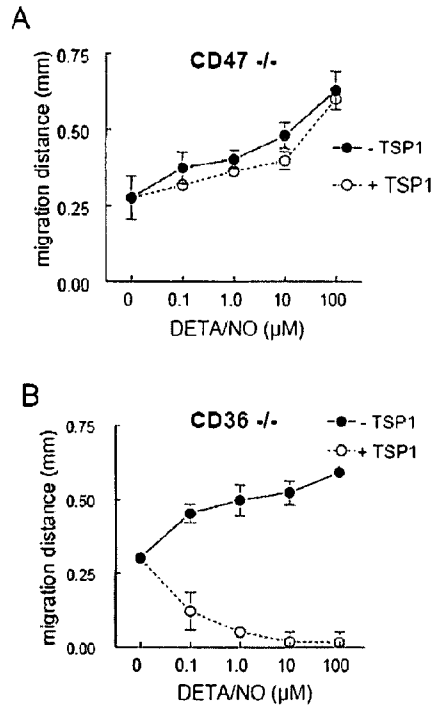 A
CD47 -/-
0.75
0.50
0.25
0.00
migration distance (mm)
- TSP1
+ TSP1
0 0.1 1.0 10 100
DETA/NO (µM)
B
CD36 -/-
0.75
0.50
0.25
0.00
migration distance (mm)
- TSP1
+ TSP1
0 0.1 1.0 10 100
DETA/NO (µM)